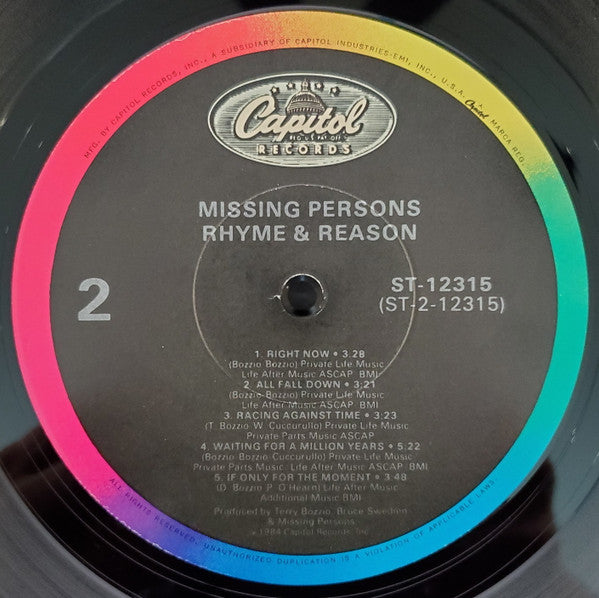 MFG. BY CAPITOL RECORDS, INC., A SUBSIDIARY OF CAPITOL INDUSTRIES-EMI, INC., U.S.A. Capitol MARCA REG.
Capitol
REG. U.S. PAT. OFF.
RECORDS
MISSING PERSONS
RHYME & REASON
2
ST-12315
(ST-2-12315)
1. RIGHT NOW • 3:28
(Bozzio-Bozzio) Private Life Music
Life After Music ASCAP/BMI
2. ALL FALL DOWN • 3:21
(Bozzio-Bozzio) Private Life Music
Life After Music ASCAP/BMI
3. RACING AGAINST TIME • 3:23
(T. Bozzio-W. Cuccurullo) Private Life Music
Private Parts Music ASCAP
4. WAITING FOR A MILLION YEARS • 5:22
(Bozzio-Bozzio-Cuccurullo) Private Life Music
Private Parts Music Life After Music ASCAP/BMI
5. IF ONLY FOR THE MOMENT • 3:48
(D. Bozzio-P. O'Hearn) Life After Music
Additional Music BMI
Produced by Terry Bozzio, Bruce Swedien
& Missing Persons
℗1984 Capitol Records, Inc.
ALL RIGHTS RESERVED. UNAUTHORIZED DUPLICATION IS A VIOLATION OF APPLICABLE LAWS.